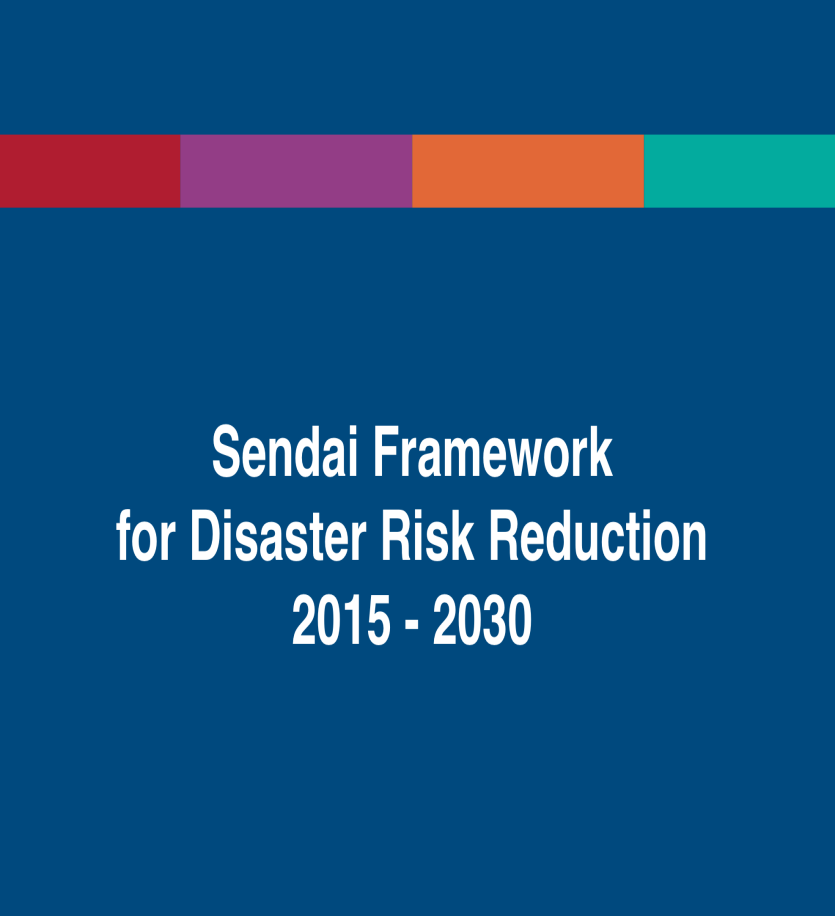 Sendai Framework
for Disaster Risk Reduction
2015 - 2030